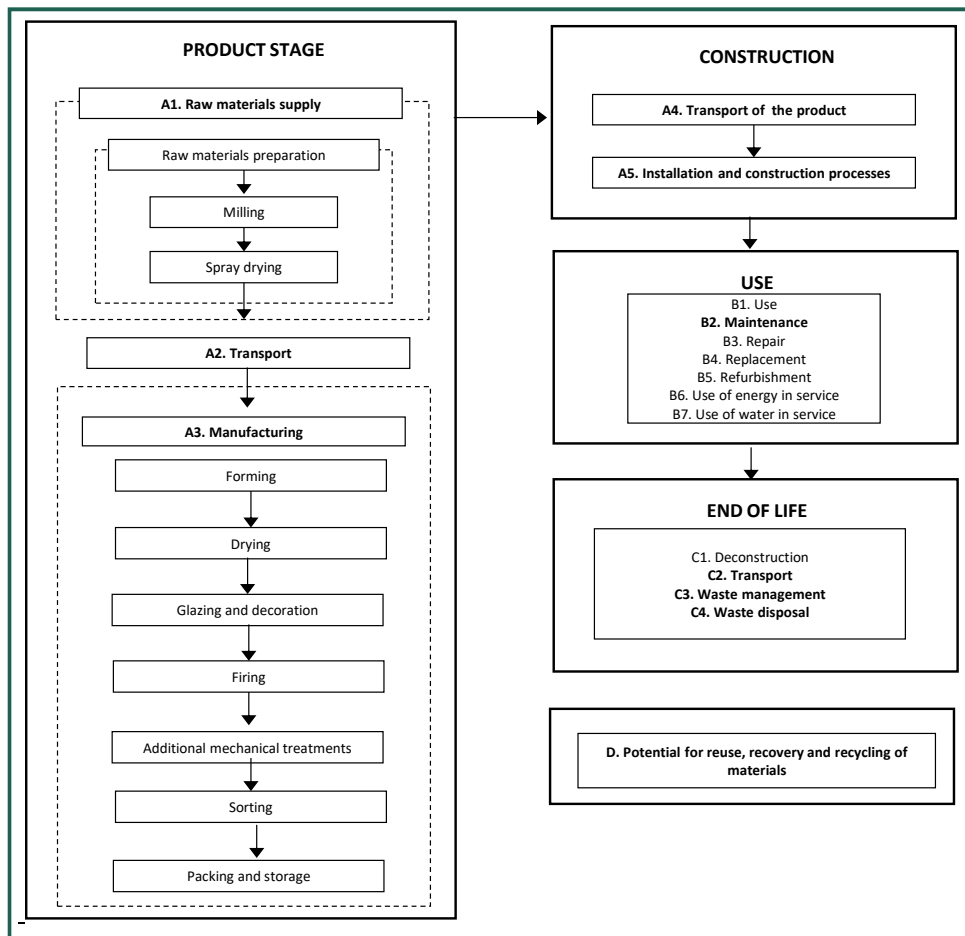 PRODUCT STAGE
A1. Raw materials supply
Raw materials preparation
Milling
Spray drying
A2. Transport
A3. Manufacturing
Forming
Drying
Glazing and decoration
Firing
Additional mechanical treatments
Sorting
Packing and storage
CONSTRUCTION
A4. Transport of the product
A5. Installation and construction processes
USE
B1. Use
B2. Maintenance
B3. Repair
B4. Replacement
B5. Refurbishment
B6. Use of energy in service
B7. Use of water in service
END OF LIFE
C1. Deconstruction
C2. Transport
C3. Waste management
C4. Waste disposal
D. Potential for reuse, recovery and recycling of
materials